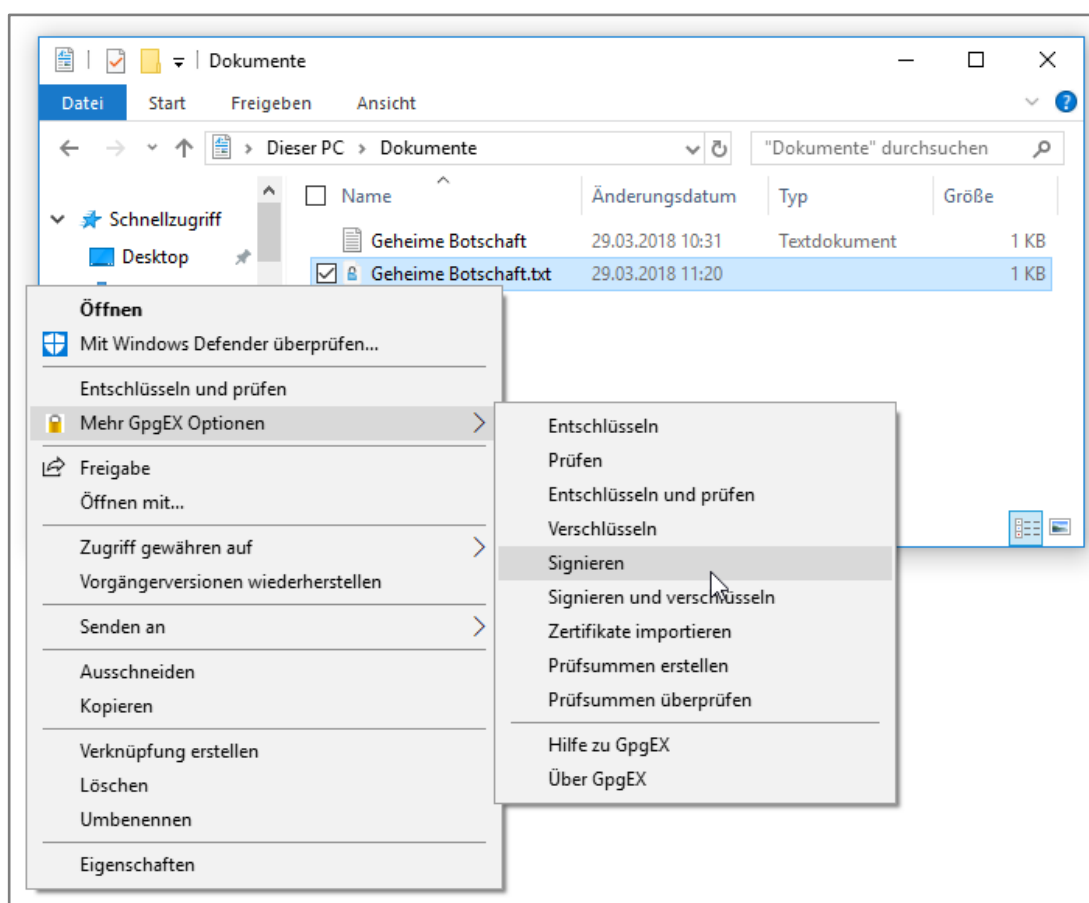 Dokumente
Datei Start Freigeben Ansicht
Dieser PC Dokumente "Dokumente" durchsuchen
Name Änderungsdatum Typ Größe
Schnellzugriff
Geheime Botschaft 29.03.2018 10:31 Textdokument 1 KB
Desktop
Geheime Botschaft.txt 29.03.2018 11:20 1 KB
Öffnen
Mit Windows Defender überprüfen...
Entschlüsseln und prüfen
Mehr GpgEX Optionen
Freigabe
Öffnen mit...
Zugriff gewähren auf
Vorgängerversionen wiederherstellen
Senden an
Ausschneiden
Kopieren
Verknüpfung erstellen
Löschen
Umbenennen
Eigenschaften
Entschlüsseln
Prüfen
Entschlüsseln und prüfen
Verschlüsseln
Signieren
Signieren und verschlüsseln
Zertifikate importieren
Prüfsummen erstellen
Prüfsummen überprüfen
Hilfe zu GpgEX
Über GpgEX